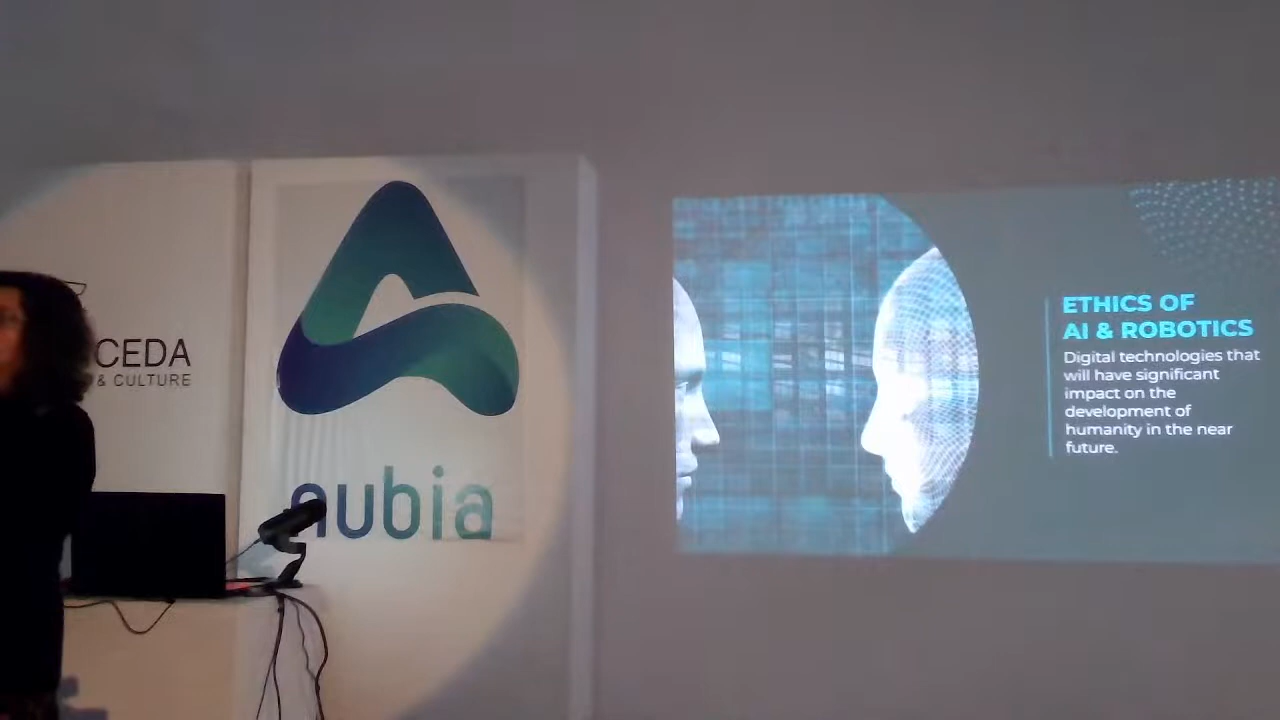 CEDA
& CULTURE
nubia
ETHICS OF
AI & ROBOTICS
Digital technologies that
will have significant
impact on the
development of
humanity in the near
future.